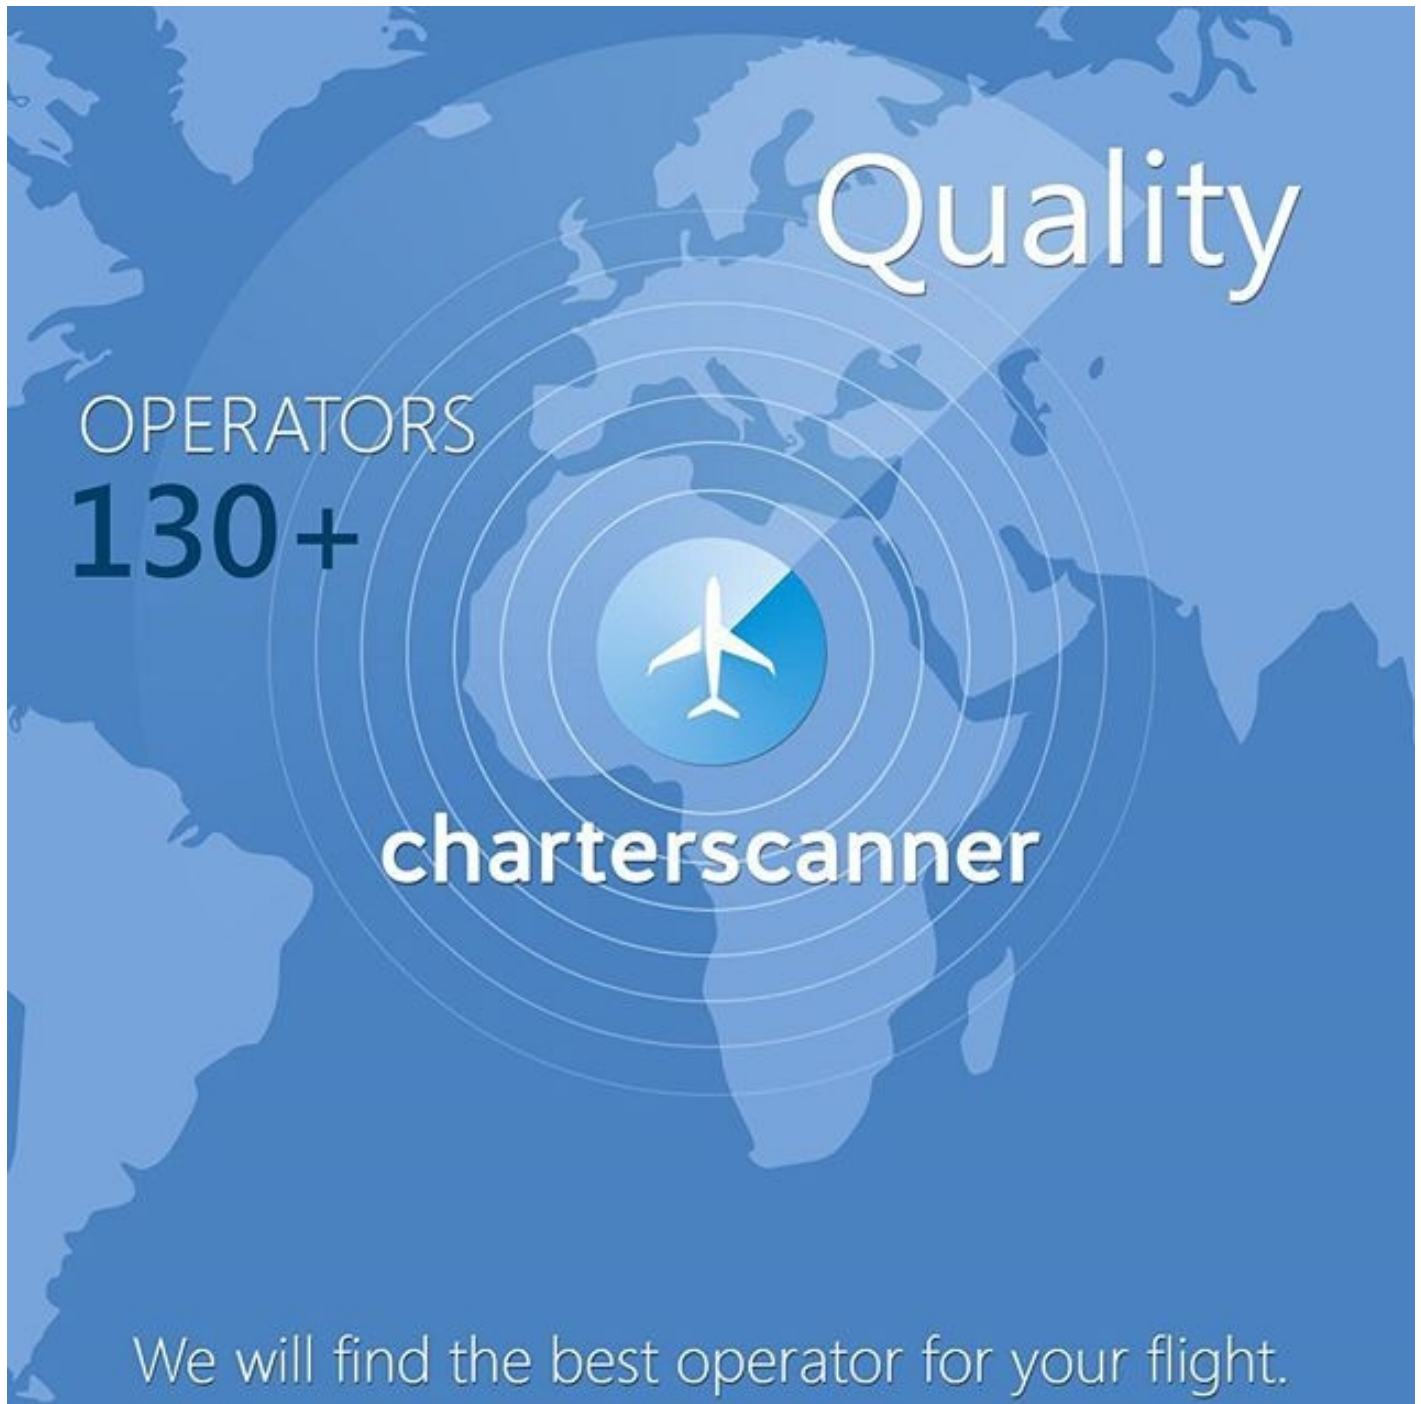 Quality
OPERATORS
130+
charterscanner
We will find the best operator for your flight.